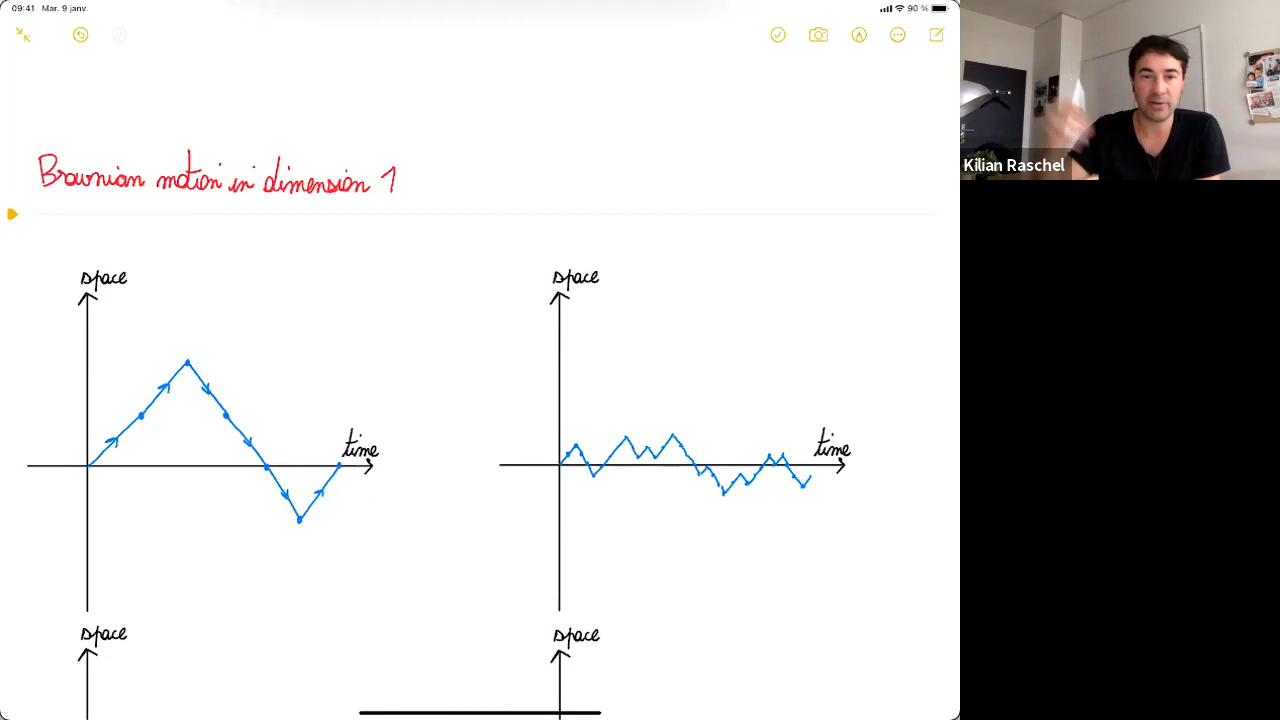 09:41 Mar. 9 janv.
90 %
Kilian Raschel
Brownian motion in dimension 1
space
space
time
time
space
space